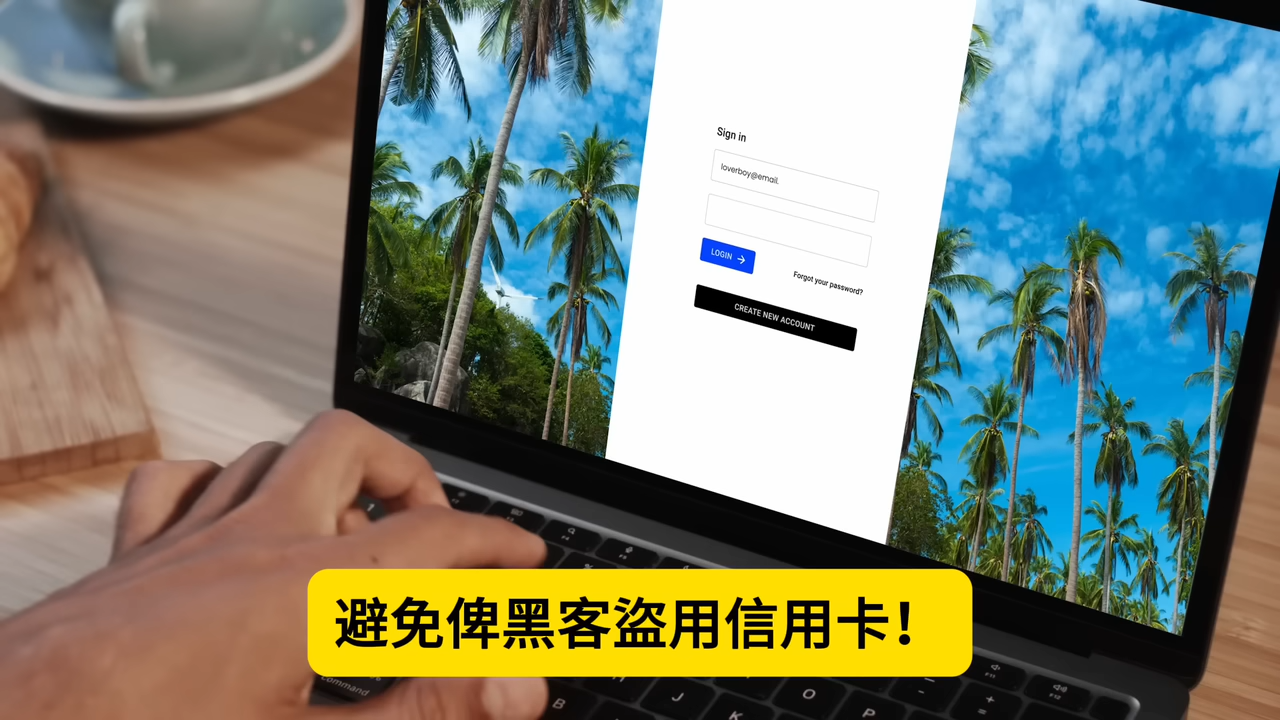 Sign in
loverboy@email.
LOGIN
Forgot your password?
CREATE NEW ACCOUNT
避免俾黑客盜用信用卡！
command
B
H
J
K
O
P